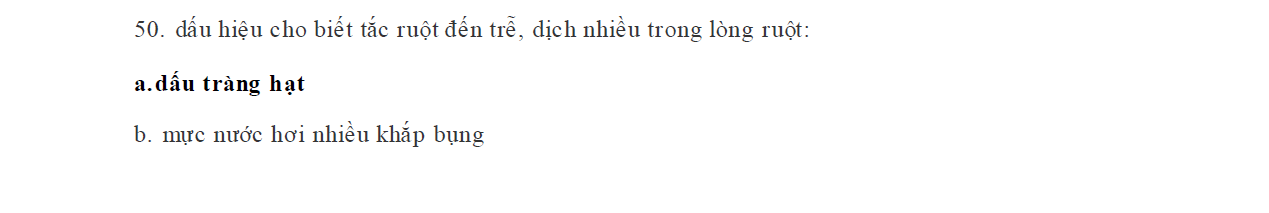 50. dấu hiệu cho biết tắc ruột đến trễ, dịch nhiều trong lòng ruột:
a.dấu tràng hạt
b. mực nước hơi nhiều khắp bụng